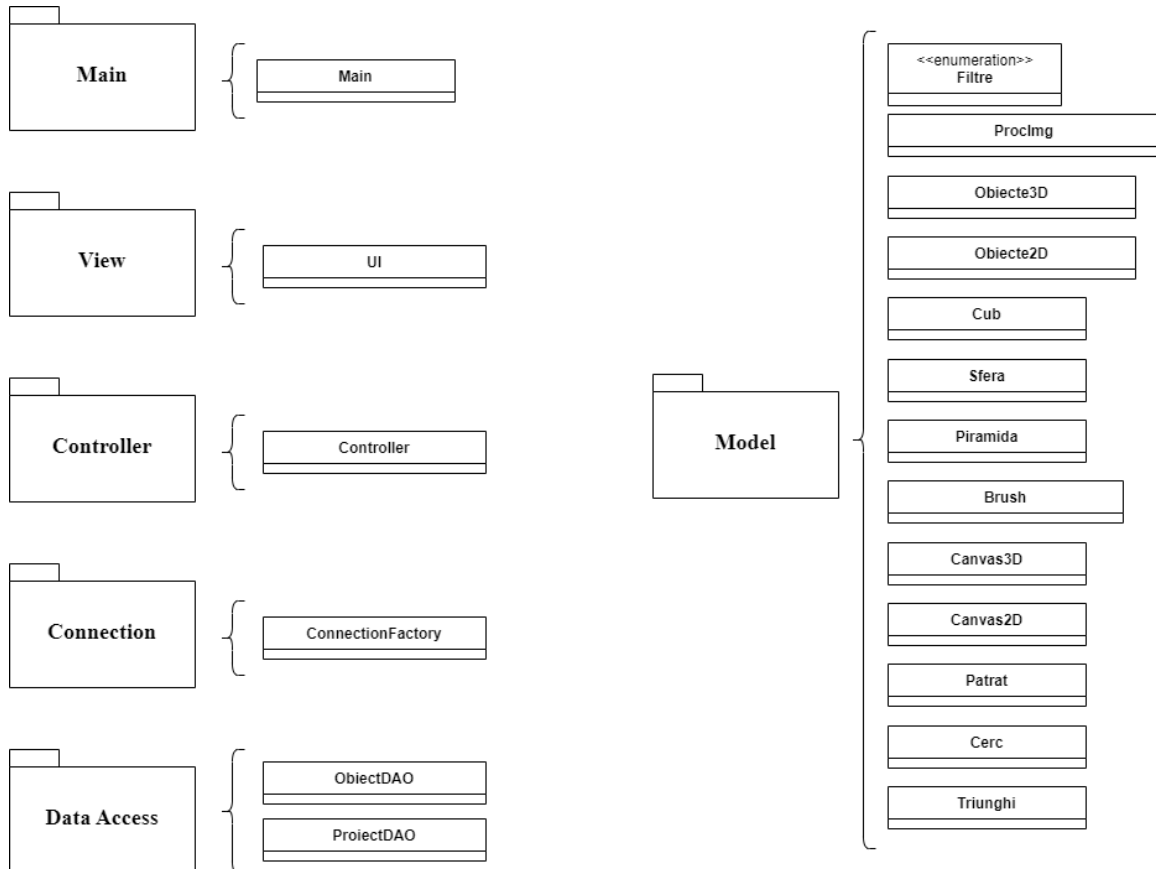 Main
Main
View
UI
Controller
Controller
Connection
ConnectionFactory
Data Access
ObiectDAO
ProiectDAO
Model
<<enumeration>>
Filtre
ProcImg
Obiecte3D
Obiecte2D
Cub
Sfera
Piramida
Brush
Canvas3D
Canvas2D
Patrat
Cerc
Triunghi